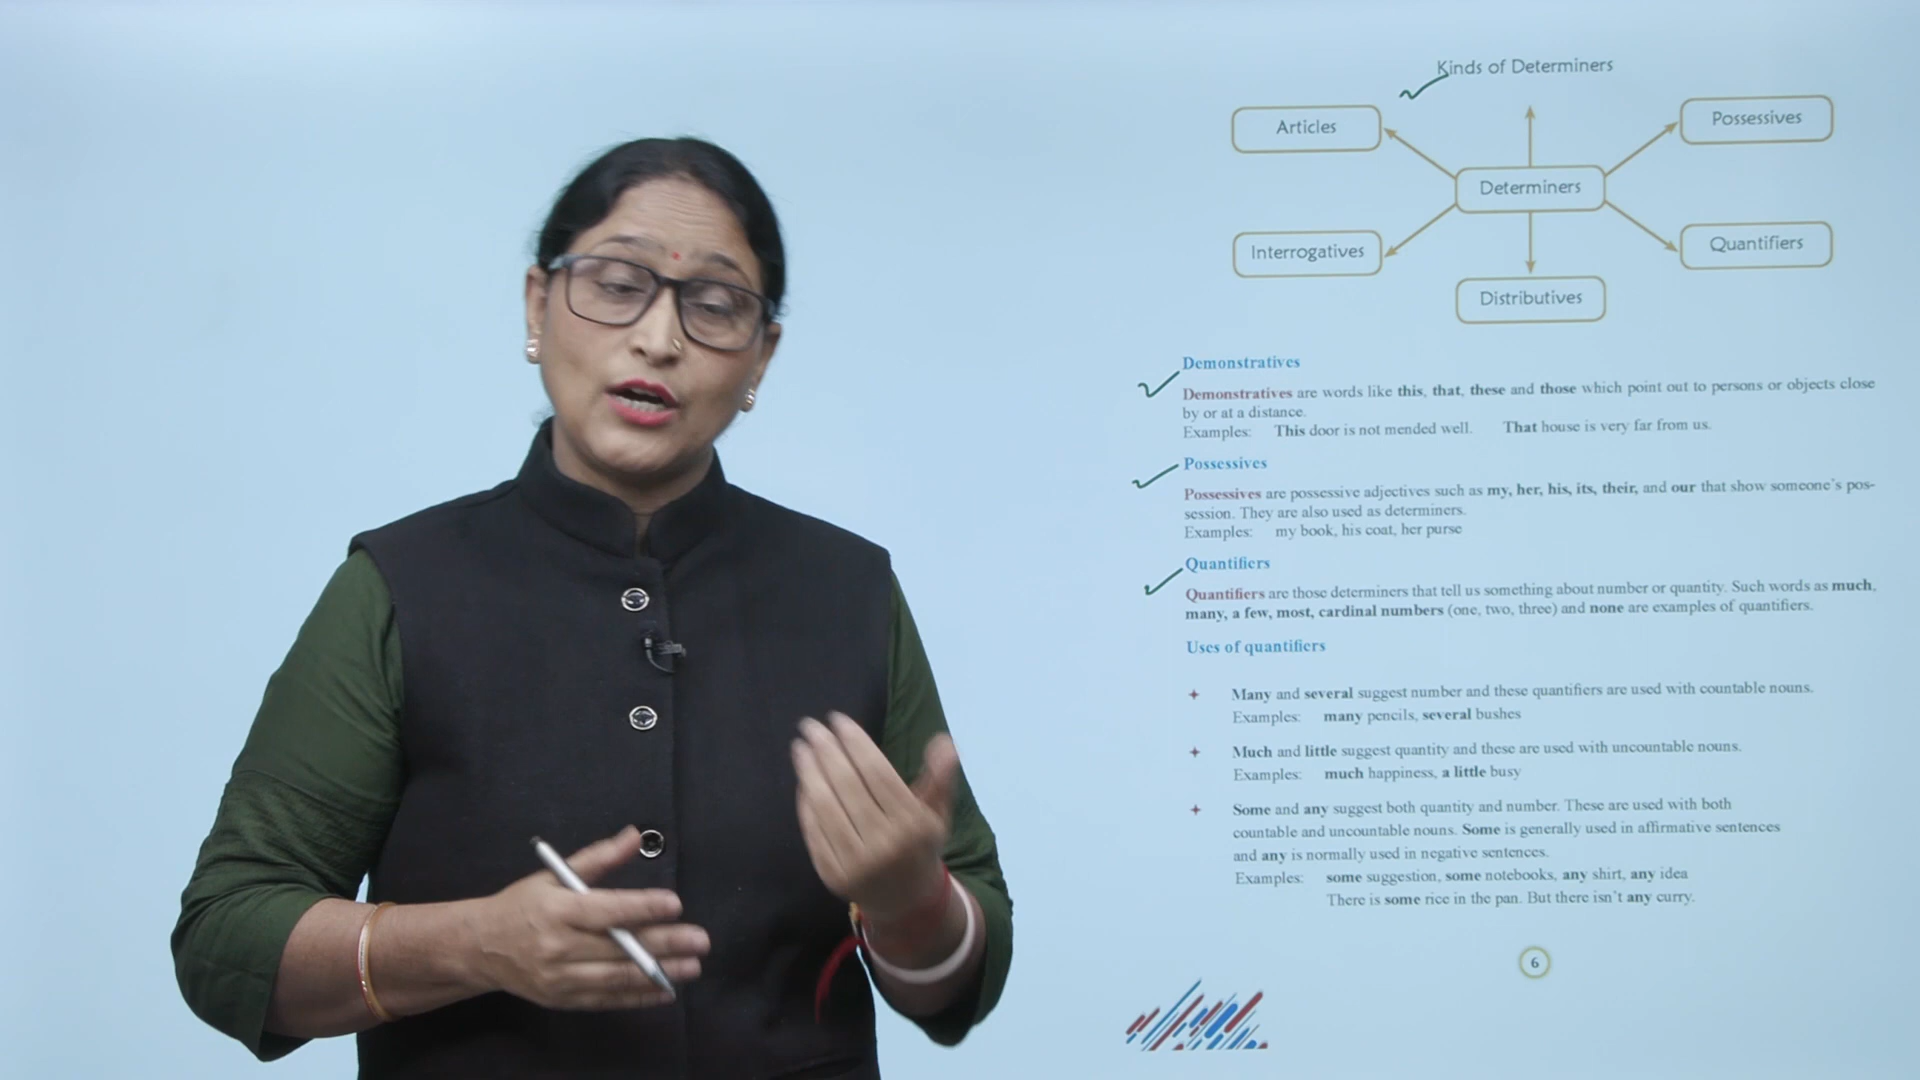 Kinds of Determiners
Articles
Possessives
Determiners
Interrogatives
Quantifiers
Distributives
Demonstratives
Demonstratives are words like this, that, these and those which point out to persons or objects close
by or at a distance.
Examples: This door is not mended well. That house is very far from us.
Possessives
Possessives are possessive adjectives such as my, her, his, its, their, and our that show someone's pos-
session. They are also used as determiners.
Examples: my book, his coat, her purse
Quantifiers
Quantifiers are those determiners that tell us something about number or quantity. Such words as much,
many, a few, most, cardinal numbers (one, two, three) and none are examples of quantifiers.
Uses of quantifiers
Many and several suggest number and these quantifiers are used with countable nouns.
Examples: many pencils, several bushes
Much and little suggest quantity and these are used with uncountable nouns.
Examples: much happiness, a little busy
Some and any suggest both quantity and number. These are used with both
countable and uncountable nouns. Some is generally used in affirmative sentences
and any is normally used in negative sentences.
Examples: some suggestion, some notebooks, any shirt, any idea
There is some rice in the pan. But there isn't any curry.
6